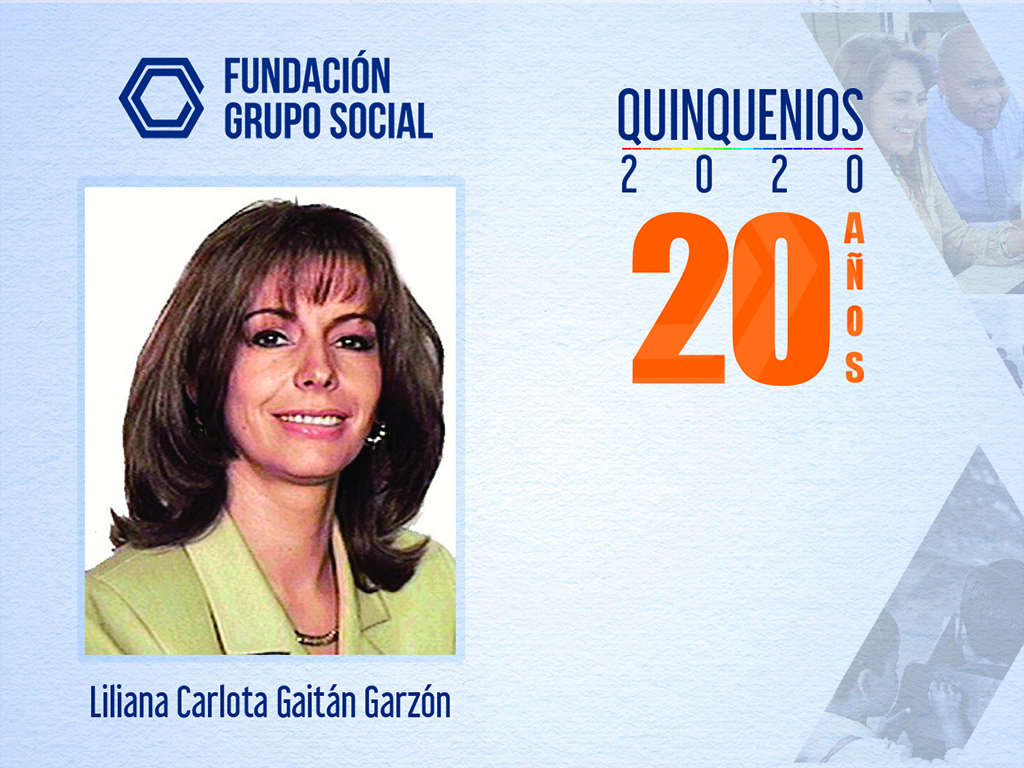 FUNDACIÓN
GRUPO SOCIAL
QUINQUENIOS
2020
20
AÑOS
Liliana Carlota Gaitán Garzón